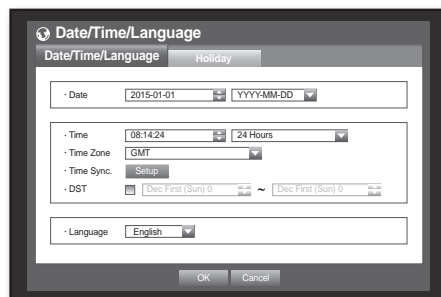 Date/Time/Language
Date/Time/Language Holiday
· Date 2015-01-01 YYYY-MM-DD
· Time 08:14:24 24 Hours
· Time Zone GMT
· Time Sync. Setup
· DST Dec First (Sun) 0 ~ Dec First (Sun) 0
· Language English
OK Cancel